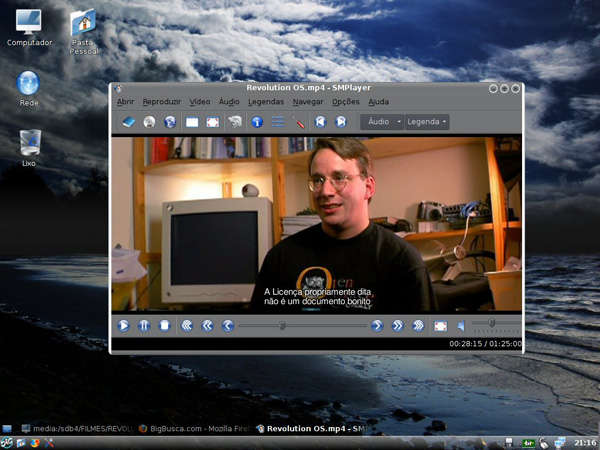 Computador
Pasta
Pessoal
Rede
Lixo
Revolution OS.mp4 - SMPlayer
Abrir Reproduzir Vídeo Áudio Legendas Navegar Opções Ajuda
Áudio Legenda
A Licença propriamente dita
não é um documento bonito
00:28:15 / 01:25:00
media:/sdb4/FILMES/REVOLU BigBusca.com - Mozilla Firef Revolution OS.mp4 - SM
21:16